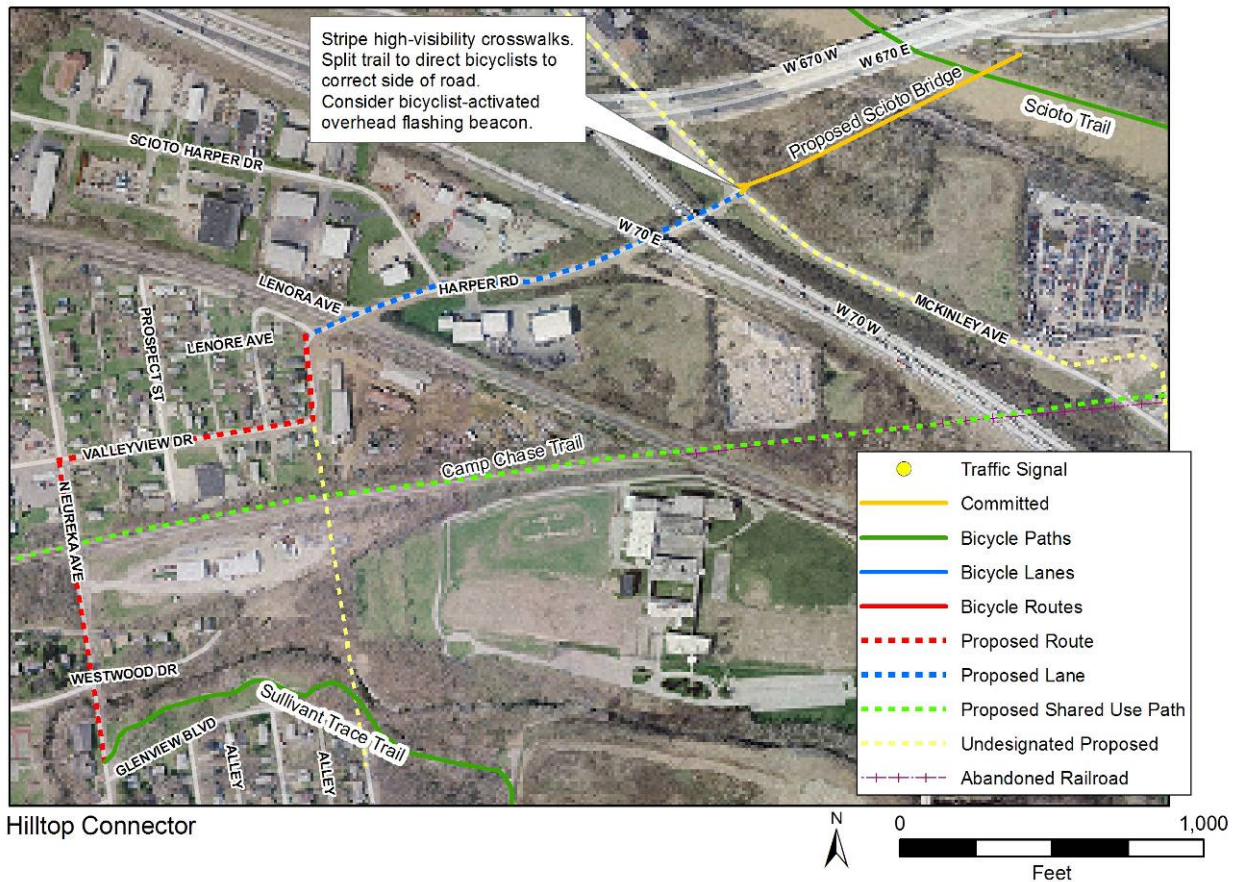 Stripe high-visibility crosswalks.
Split trail to direct bicyclists to
correct side of road.
Consider bicyclist-activated
overhead flashing beacon.
W 670 W
W 670 E
Proposed Scioto Bridge
Scioto Trail
SCIOTO HARPER DR
W 70 E
LENORA AVE
HARPER RD
PROSPECT ST
LENORE AVE
MCKINLEY AVE
W 70 W
VALLEYVIEW DR
Camp Chase Trail
N EUREKA AVE
WESTWOOD DR
Sullivant Trace Trail
GLENVIEW BLVD
ALLEY
ALLEY
Traffic Signal
Committed
Bicycle Paths
Bicycle Lanes
Bicycle Routes
Proposed Route
Proposed Lane
Proposed Shared Use Path
Undesignated Proposed
Abandoned Railroad
Hilltop Connector
N
0 1,000
Feet